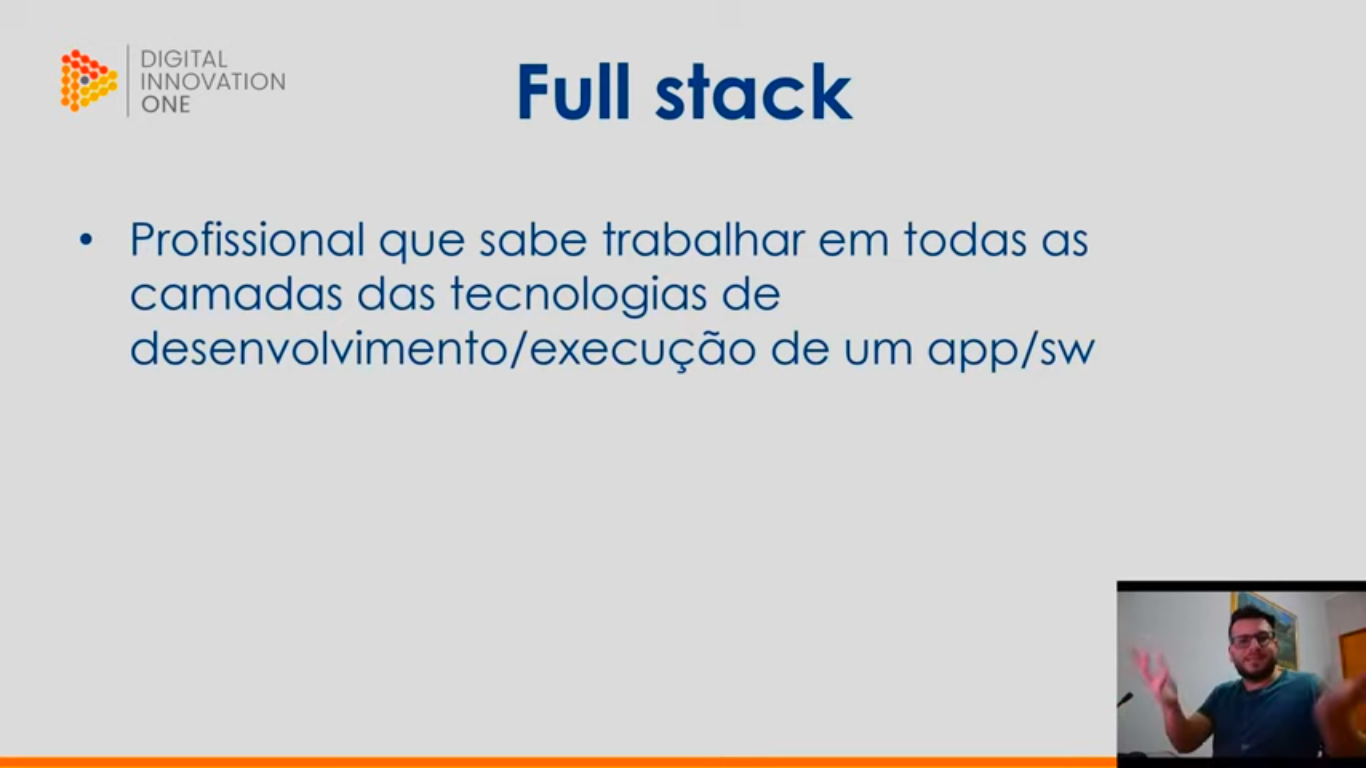 DIGITAL
INNOVATION
ONE
Full stack
• Profissional que sabe trabalhar em todas as
camadas das tecnologias de
desenvolvimento/execução de um app/sw